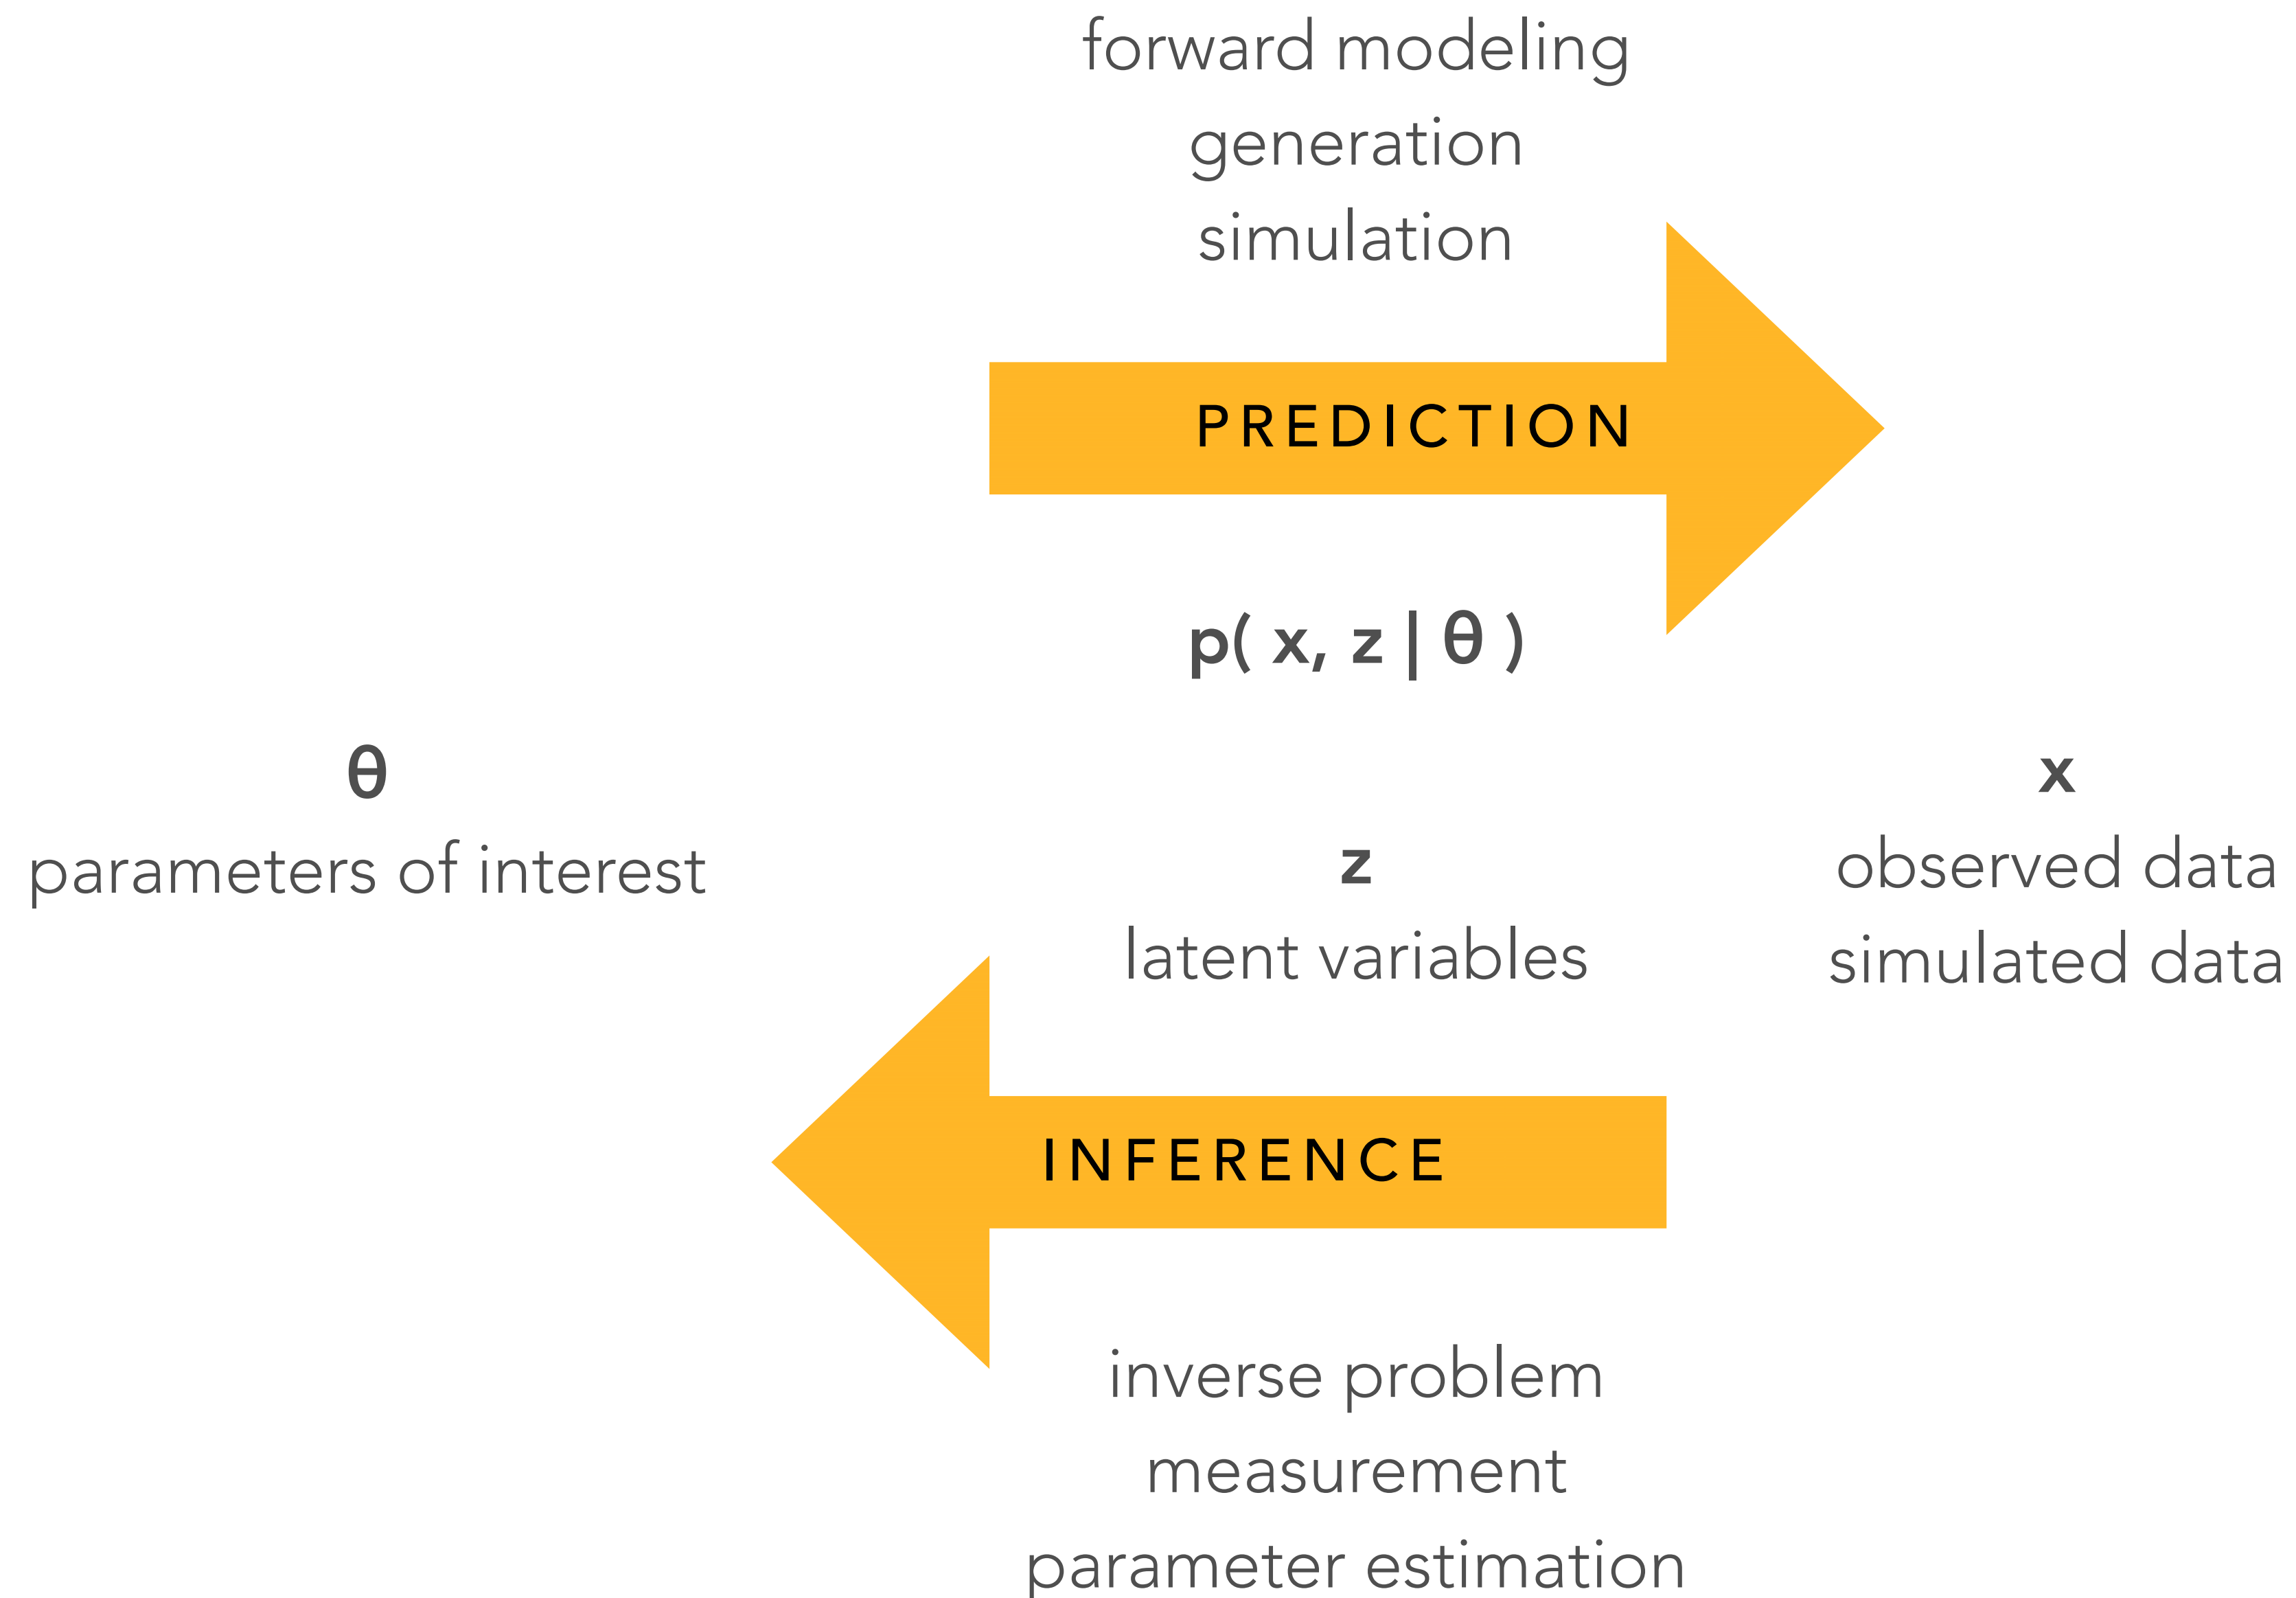 forward modeling
generation
simulation
PREDICTION
p( x, z | θ )
θ
parameters of interest
z
latent variables
x
observed data
simulated data
INFERENCE
inverse problem
measurement
parameter estimation